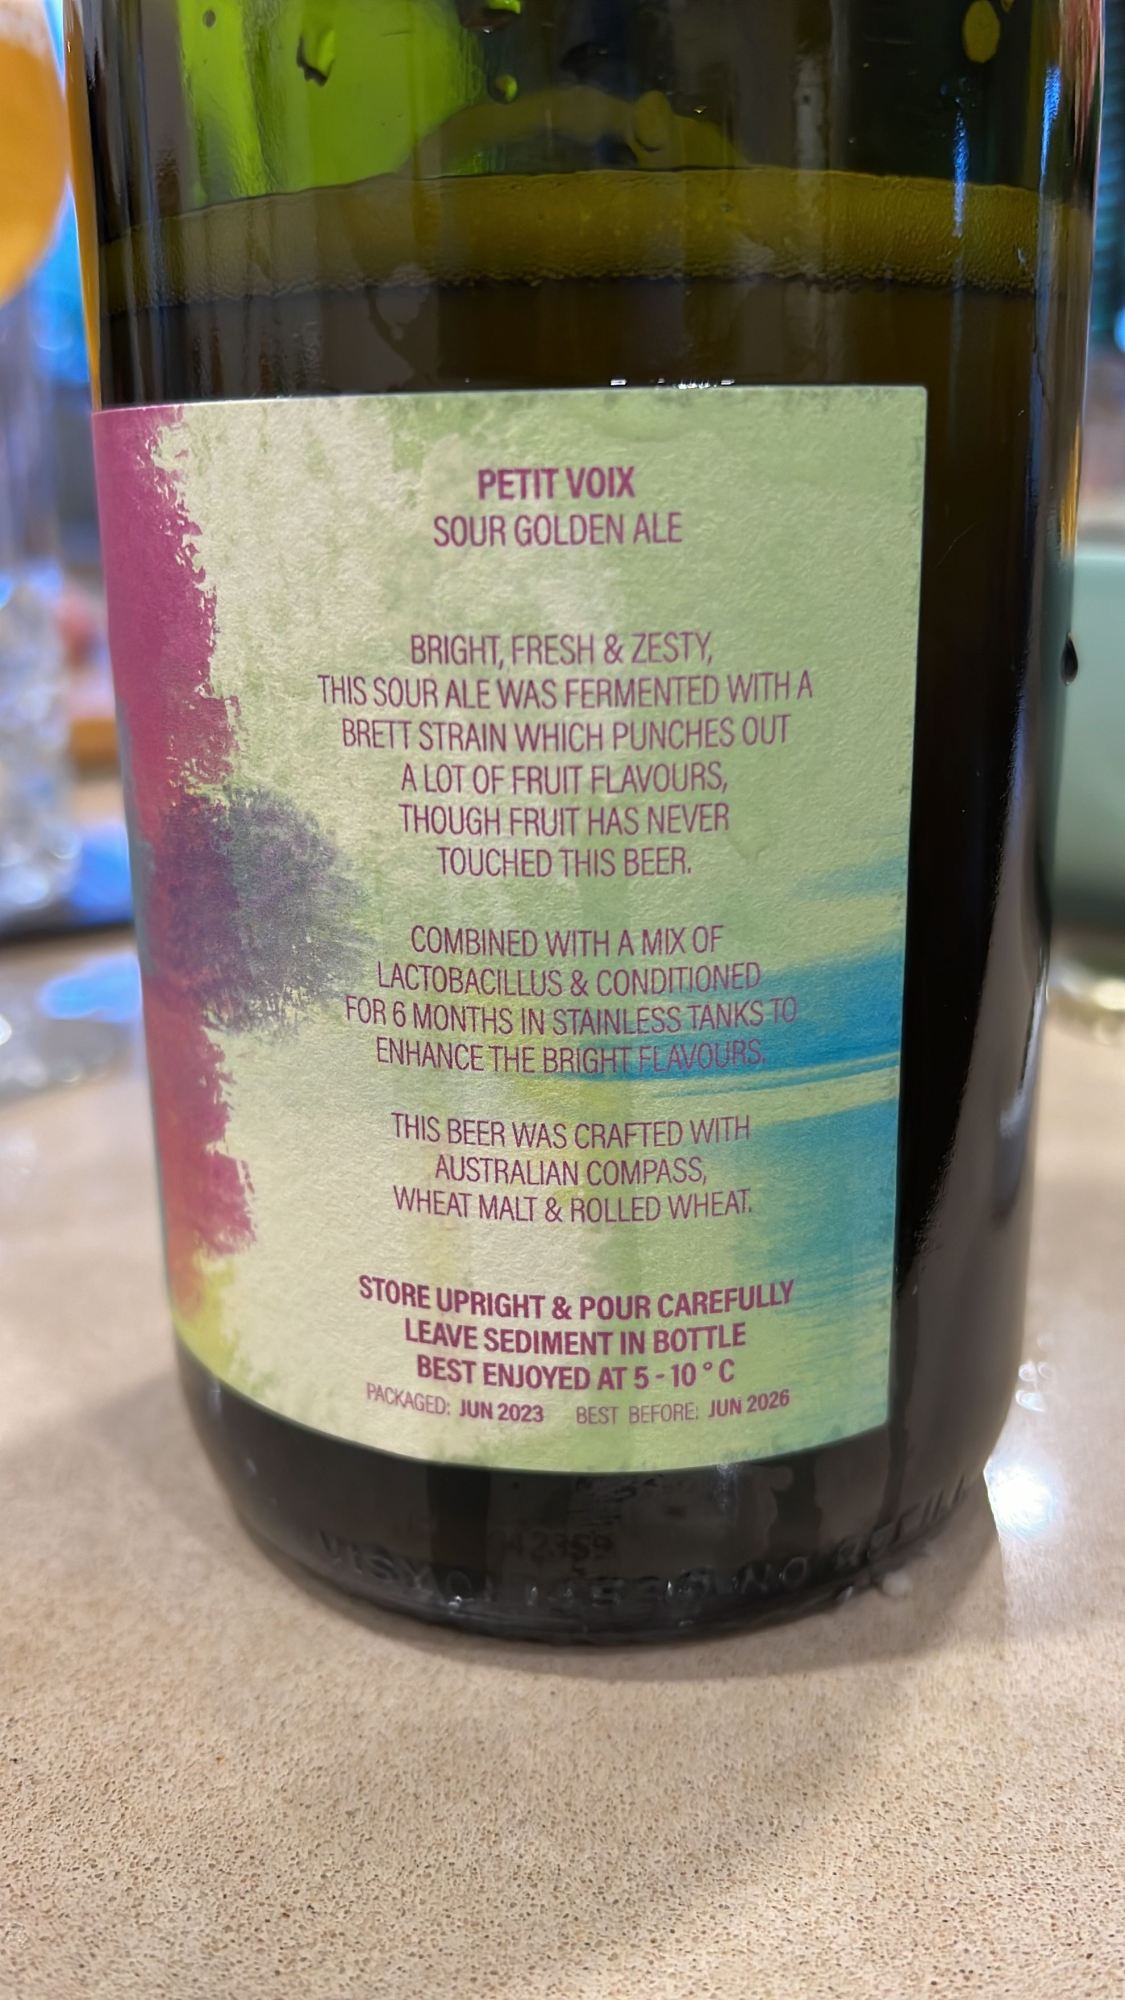 PETIT VOIX
SOUR GOLDEN ALE
BRIGHT, FRESH & ZESTY,
THIS SOUR ALE WAS FERMENTED WITH A
BRETT STRAIN WHICH PUNCHES OUT
A LOT OF FRUIT FLAVOURS,
THOUGH FRUIT HAS NEVER
TOUCHED THIS BEER.
COMBINED WITH A MIX OF
LACTOBACILLUS & CONDITIONED
FOR 6 MONTHS IN STAINLESS TANKS TO
ENHANCE THE BRIGHT FLAVOURS.
THIS BEER WAS CRAFTED WITH
AUSTRALIAN COMPASS,
WHEAT MALT & ROLLED WHEAT.
STORE UPRIGHT & POUR CAREFULLY
LEAVE SEDIMENT IN BOTTLE
BEST ENJOYED AT 5 - 10 ° C
PACKAGED: JUN 2023 BEST BEFORE: JUN 2026
NO REFILL